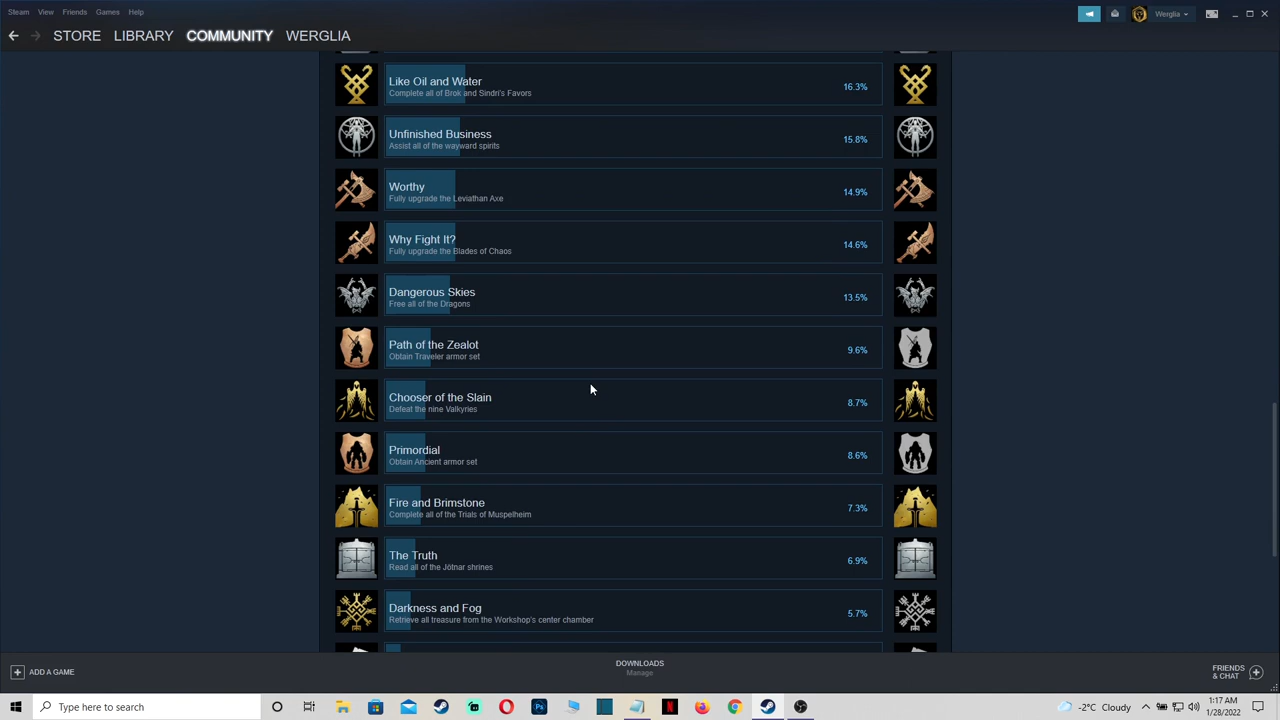 Steam View Friends Games Help
Werglia
STORE LIBRARY COMMUNITY WERGLIA
Like Oil and Water
Complete all of Brok and Sindri's Favors
16.3%
Unfinished Business
Assist all of the wayward spirits
15.8%
Worthy
Fully upgrade the Leviathan Axe
14.9%
Why Fight It?
Fully upgrade the Blades of Chaos
14.6%
Dangerous Skies
Free all of the Dragons
13.5%
Path of the Zealot
Obtain Traveler armor set
9.6%
Chooser of the Slain
Defeat the nine Valkyries
8.7%
Primordial
Obtain Ancient armor set
8.6%
Fire and Brimstone
Complete all of the Trials of Muspelheim
7.3%
The Truth
Read all of the Jötnar shrines
6.9%
Darkness and Fog
Retrieve all treasure from the Workshop's center chamber
5.7%
ADD A GAME
DOWNLOADS
Manage
FRIENDS
& CHAT
Type here to search
-2°C Cloudy
1:17 AM
1/28/2022